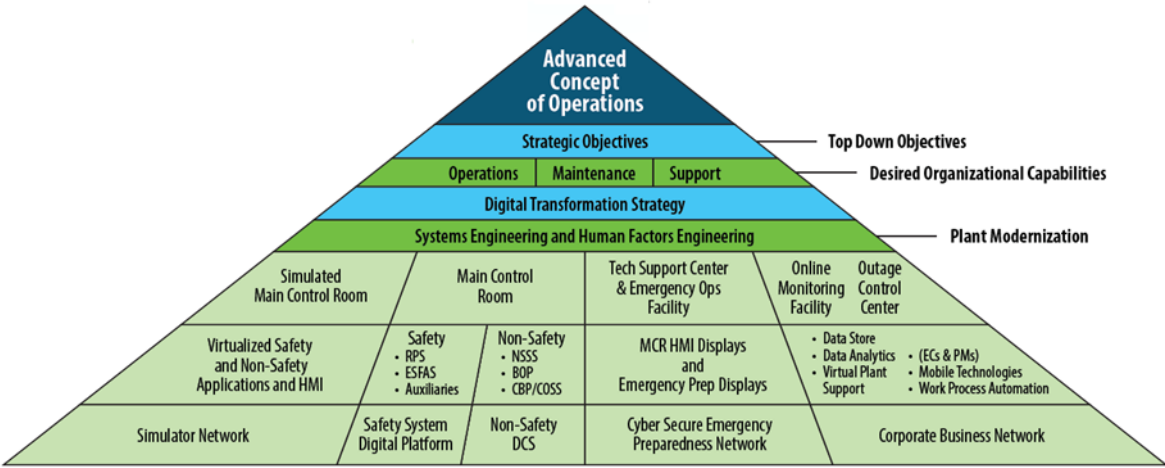 Advanced
Concept
of Operations
Strategic Objectives
Top Down Objectives
Operations
Maintenance
Support
Desired Organizational Capabilities
Digital Transformation Strategy
Systems Engineering and Human Factors Engineering
Plant Modernization
Simulated
Main Control Room
Main Control
Room
Tech Support Center
& Emergency Ops
Facility
Online
Monitoring
Facility
Outage
Control
Center
Virtualized Safety
and Non-Safety
Applications and HMI
Safety
• RPS
• ESFAS
• Auxiliaries
Non-Safety
• NSSS
• BOP
• CBP/COSS
MCR HMI Displays
and
Emergency Prep Displays
• Data Store
• Data Analytics
• Virtual Plant
Support
• (ECs & PMs)
• Mobile Technologies
• Work Process Automation
Simulator Network
Safety System
Digital Platform
Non-Safety
DCS
Cyber Secure Emergency
Preparedness Network
Corporate Business Network